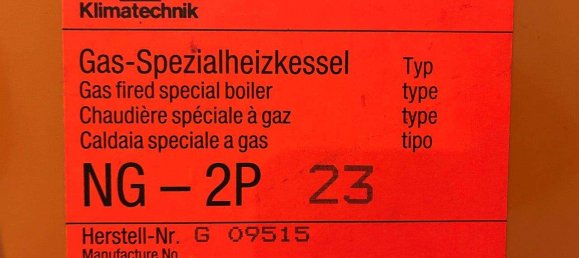 Klimatechnik
Gas-Spezialheizkessel Typ
Gas fired special boiler type
Chaudière spéciale à gaz type
Caldaia speciale a gas tipo
NG – 2P 23
Herstell-Nr. G 09515
Manufacture No